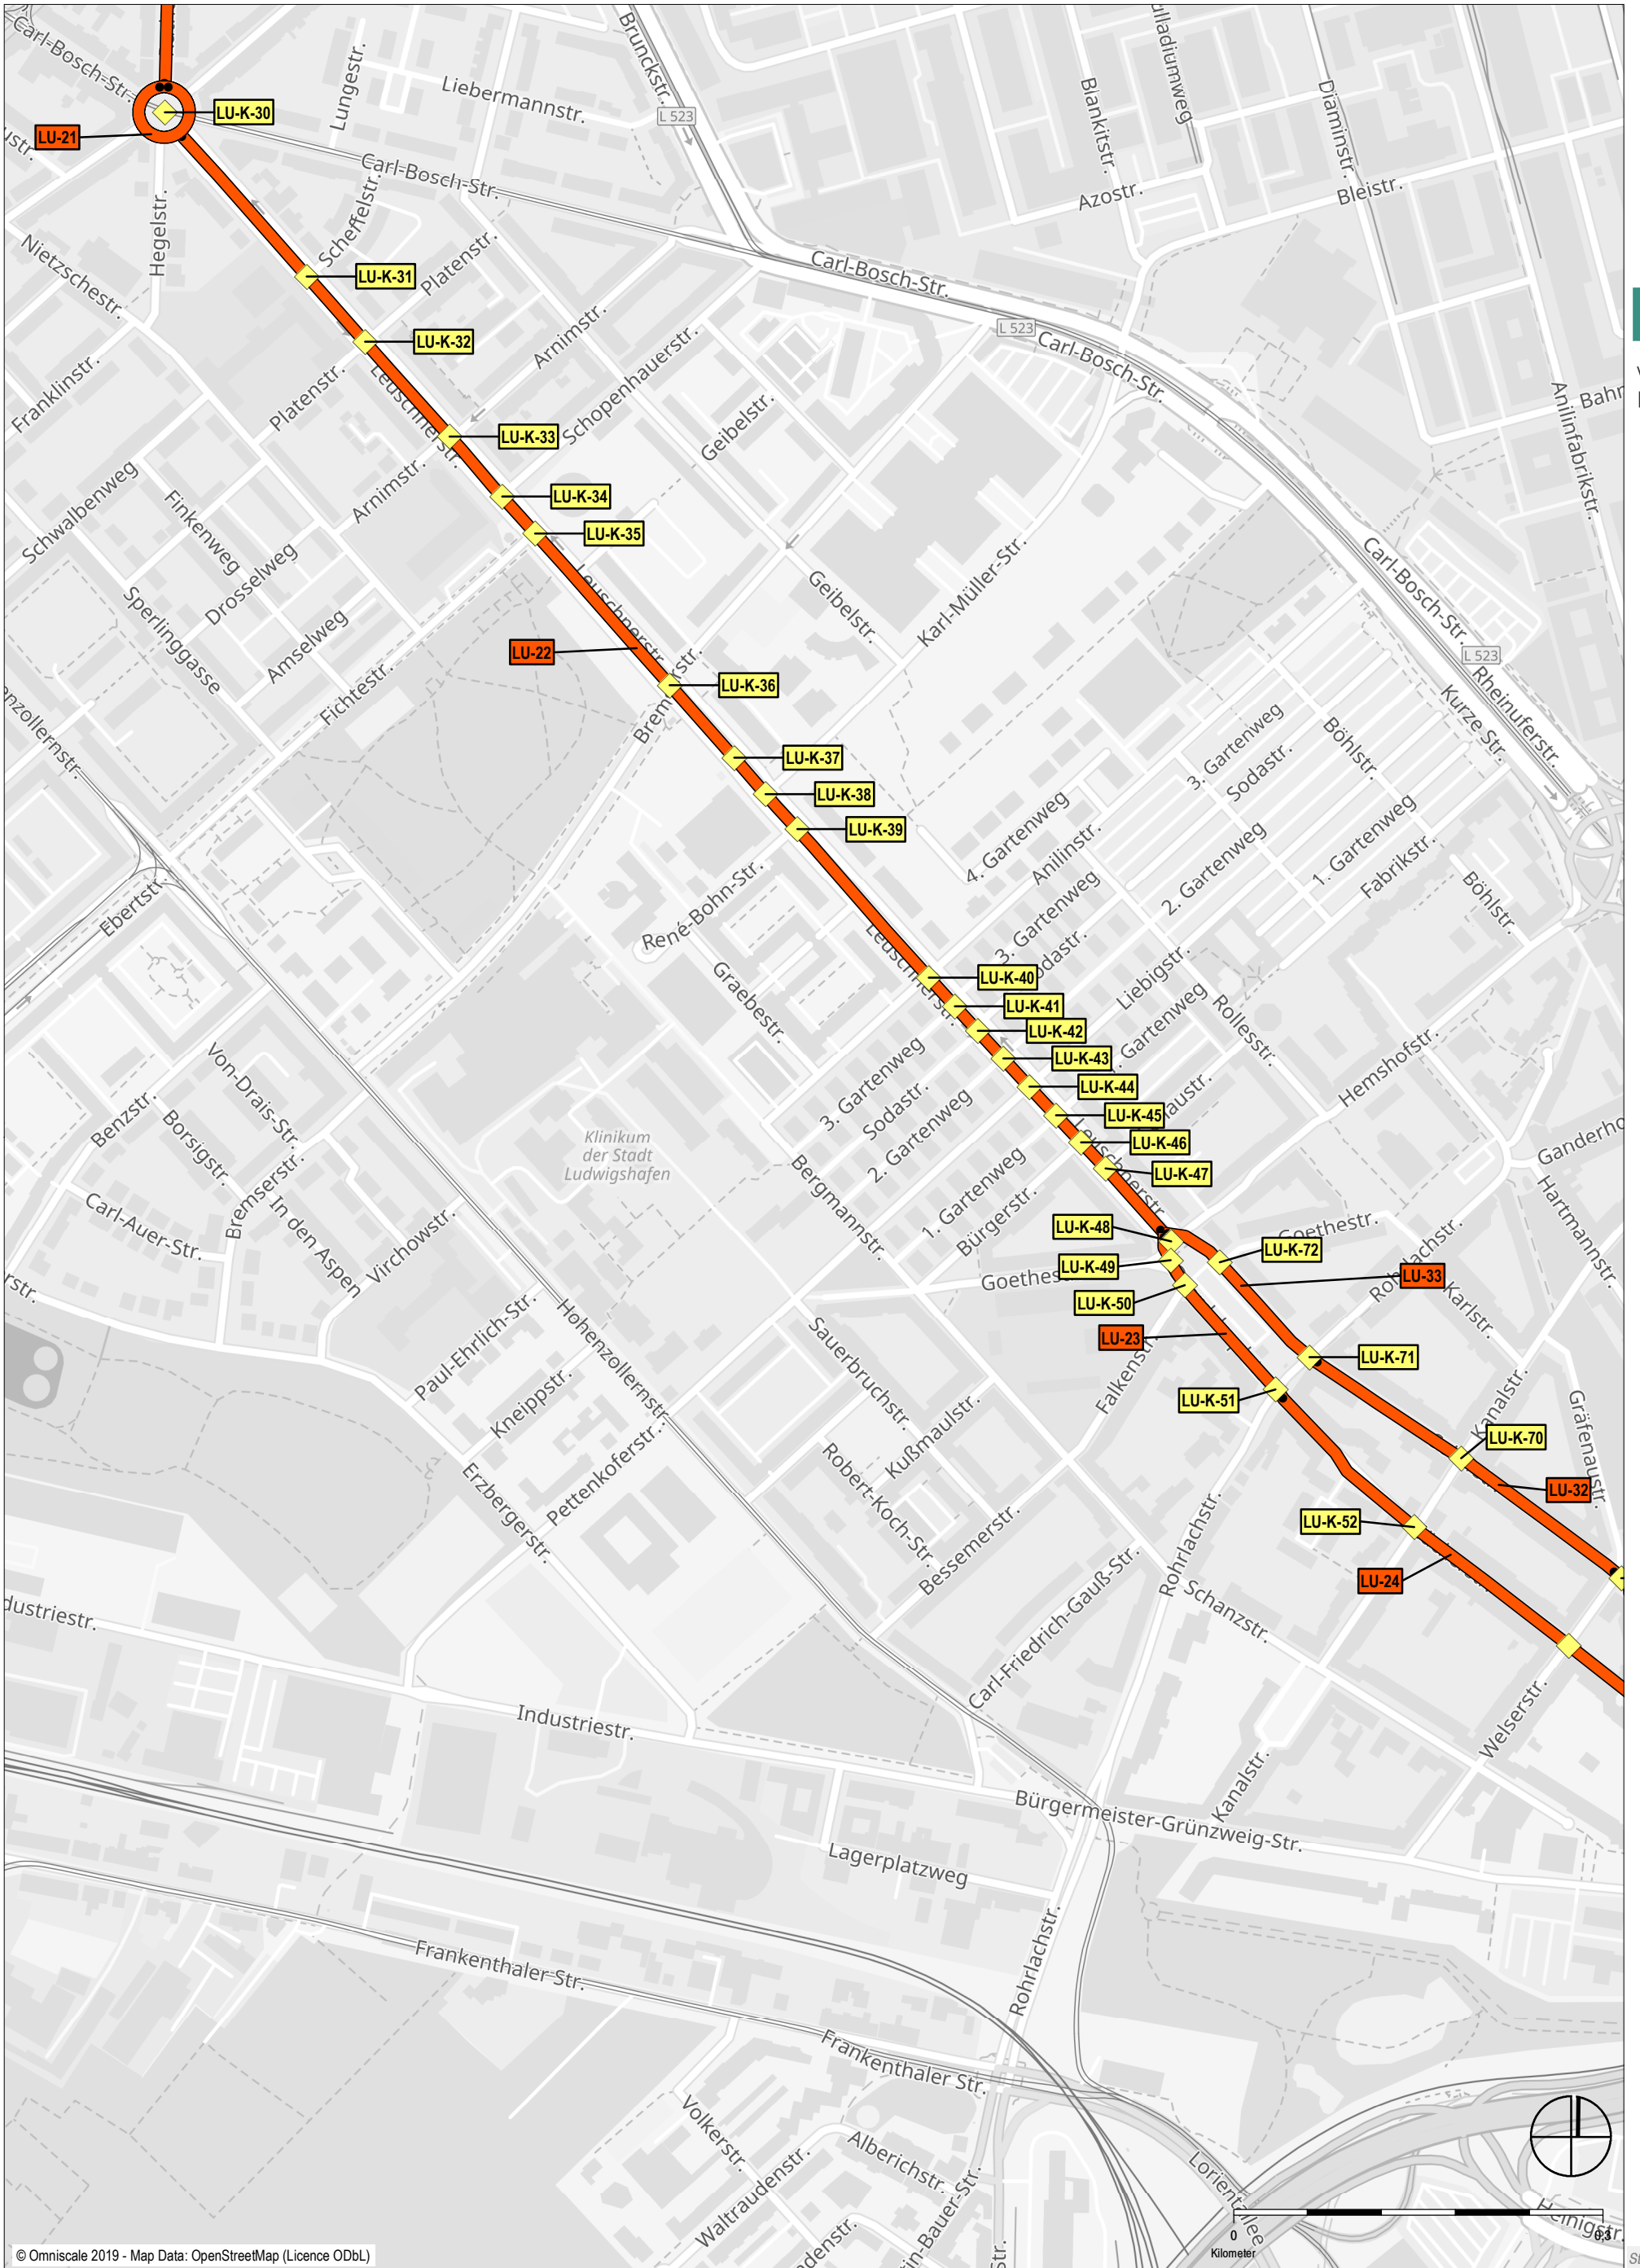 Carl-Bosch-Str.
Lungestr.
Liebermannstr.
Brunckstr.
L 523
Blankitstr.
Diaminstr.
LU-K-30
LU-21
Carl-Bosch-Str.
Azostr.
Bleistr.
Hegelstr.
Scheffelstr.
Nietzschestr.
LU-K-31
Platenstr.
Carl-Bosch-Str.
L 523
Carl-Bosch-Str.
LU-K-32
Arnimstr.
Schopenhauerstr.
Franklinstr.
Platenstr.
Leuschnerstr.
Geibelstr.
Anilinfabrikstr.
LU-K-33
Schwalbenweg
Finkenweg
Arnimstr.
LU-K-34
LU-K-35
Drosselweg
Sperlinggasse
Amselweg
Fichtestr.
Leuschnerstr.
Geibelstr.
Karl-Müller-Str.
Carl-Bosch-Str.
L 523
LU-22
LU-K-36
Rheinuferstr.
Kurze Str.
Böhlstr.
3. Gartenweg
Sodastr.
LU-K-37
LU-K-38
LU-K-39
4. Gartenweg
Anilinstr.
3. Gartenweg
2. Gartenweg
1. Gartenweg
Fabrikstr.
Böhlstr.
Ebertstr.
René-Bohn-Str.
Graebestr.
Leuschnerstr.
LU-K-40
LU-K-41
LU-K-42
LU-K-43
LU-K-44
LU-K-45
LU-K-46
LU-K-47
Liebigstr.
Gartenweg
Rollesstr.
Hemshofstr.
Von-Drais-Str.
Benzstr.
Borsigstr.
Bremserstr.
In den Aspen
Carl-Auer-Str.
Virchowstr.
Klinikum
der Stadt
Ludwigshafen
3. Gartenweg
Sodastr.
2. Gartenweg
1. Gartenweg
Bürgerstr.
Bergmannstr.
Leuschnerstr.
LU-K-48
LU-K-49
LU-K-50
LU-K-72
LU-33
Goethestr.
Rohrlachstr.
Karlstr.
Hartmannstr.
LU-23
LU-K-71
LU-K-51
Paul-Ehrlich-Str.
Kneippstr.
Hohenzollernstr.
Sauerbruchstr.
Kußmaulstr.
Robert-Koch-Str.
Bessemerstr.
Erzbergerstr.
Pettenkoferstr.
Kanalstr.
Gräfenaustr.
LU-K-70
LU-32
LU-K-52
LU-24
Rohrlachstr.
Schanzstr.
Carl-Friedrich-Gauß-Str.
Welserstr.
Industriestr.
Kanalstr.
Bürgermeister-Grünzweig-Str.
Lagerplatzweg
Rohrlachstr.
Frankenthaler Str.
Frankenthaler Str.
Volkerstr.
Waltraudenstr.
Alberichstr.
0
0,3
Kilometer
© Omniscale 2019 - Map Data: OpenStreetMap (Licence ODbL)